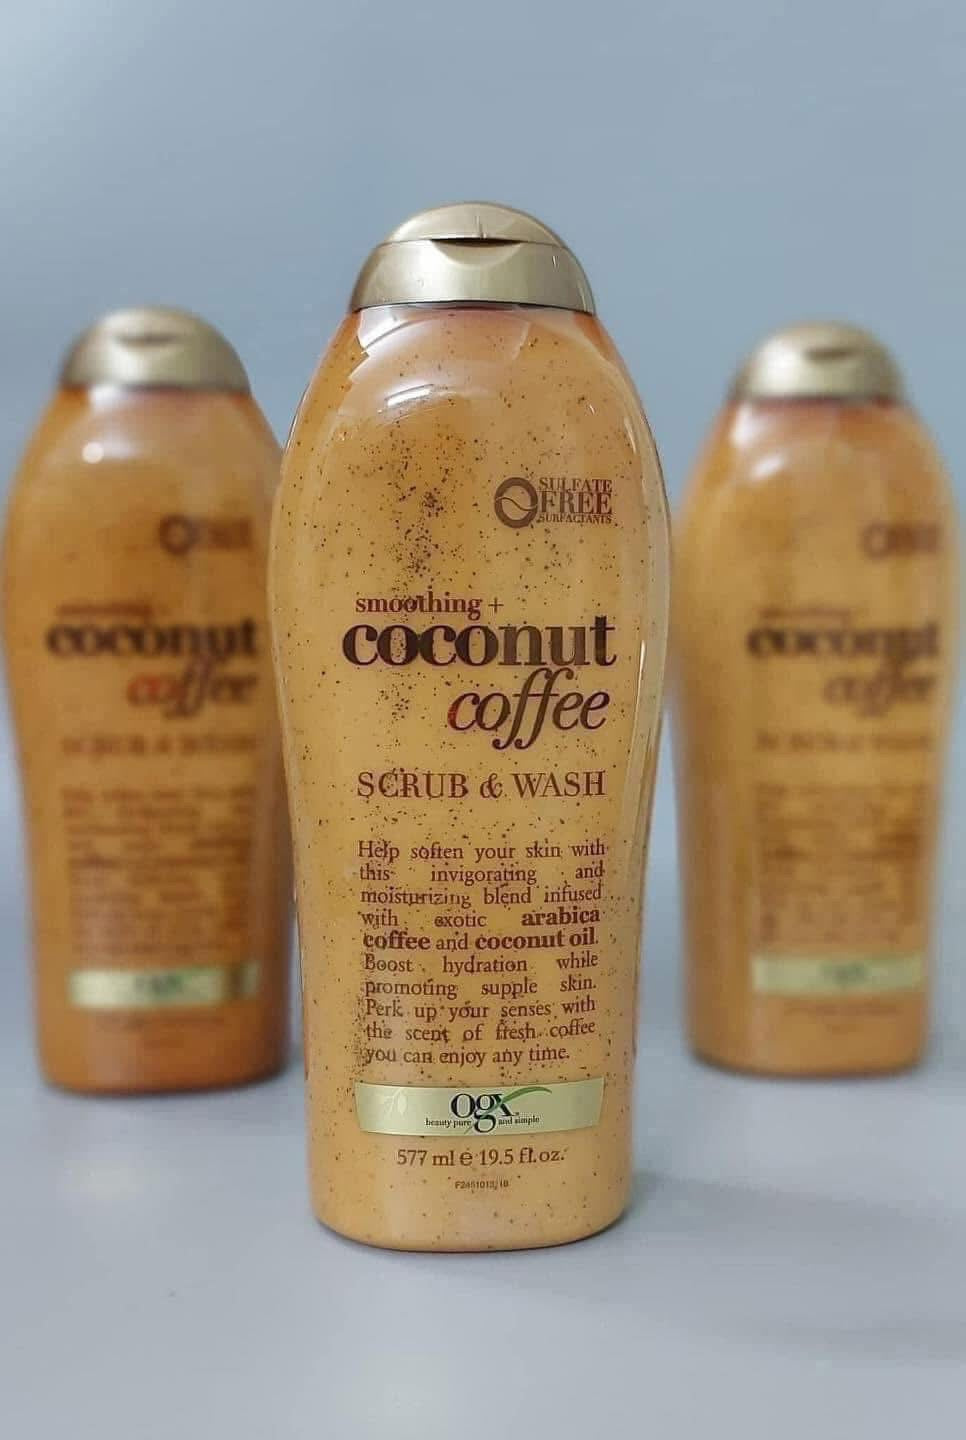 SULFATE
FREE
SURFACTANTS
smoothing +
coconut
coffee
SCRUB & WASH
Help soften your skin with
this invigorating and
moisturizing blend infused
with exotic arabica
coffee and coconut oil.
Boost hydration while
promoting supple skin.
Perk up your senses with
the scent of fresh coffee
you can enjoy any time.
ogx
beauty pure and simple
577 ml e 19.5 fl.oz.
coconut
coffee
coconut
coffee